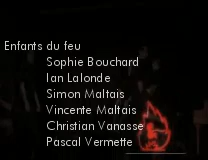 Enfants du feu
Sophie Bouchard
Ian Lalonde
Simon Maltais
Vincente Maltais
Christian Vanasse
Pascal Vermette